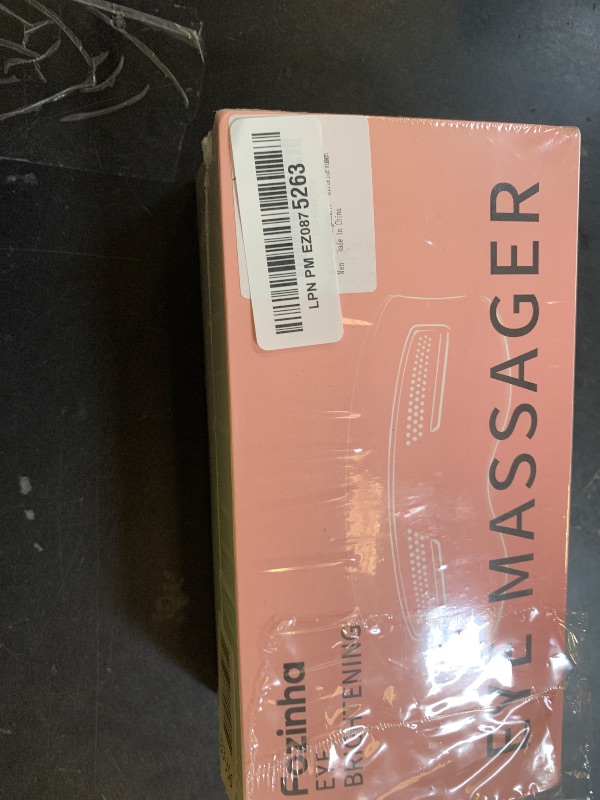 Fozinha
EYE
BRIGHTENING
EYE MASSAGER
LPN PM EZ087 5263
Made in China